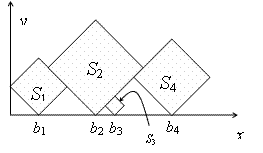 y
S₁ S₂ S₄
b₁ b₂ b₃ b₄ x
S₃